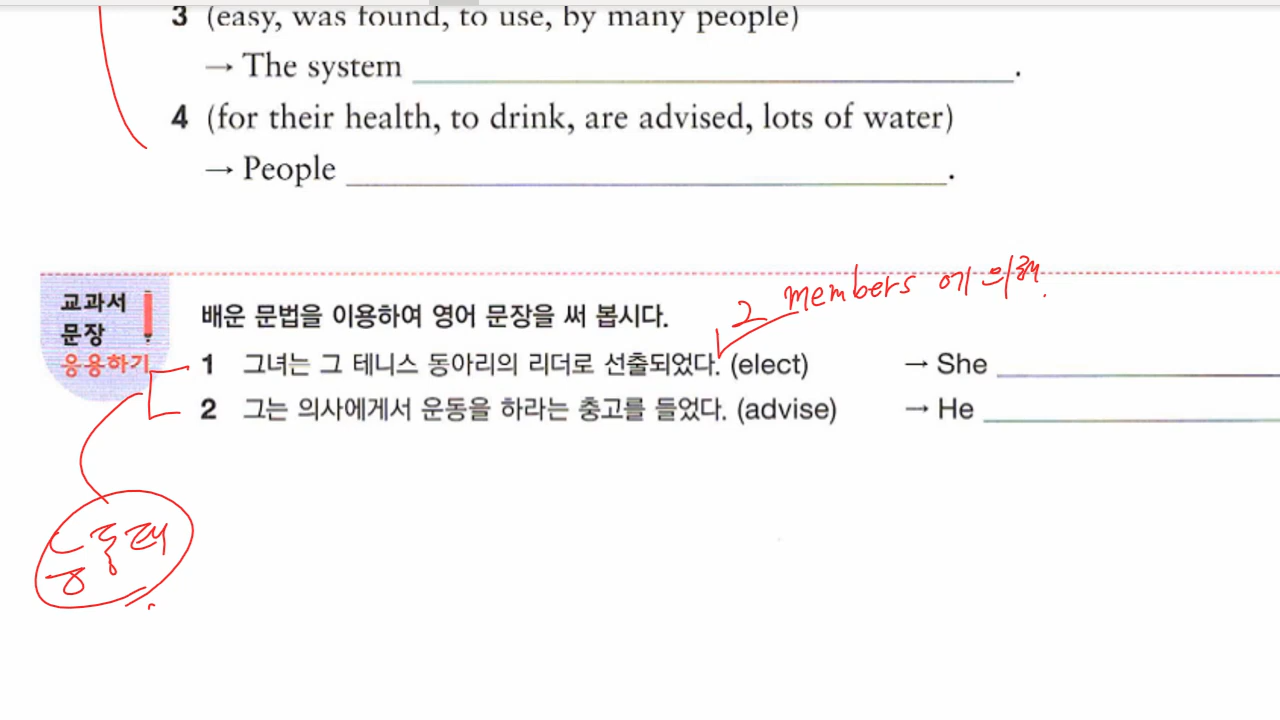 3 (easy, was found, to use, by many people)
→ The system ______.
4 (for their health, to drink, are advised, lots of water)
→ People ______.
2 members 에 의해.
교과서
문장
응용하기
배운 문법을 이용하여 영어 문장을 써 봅시다.
1 그녀는 그 테니스 동아리의 리더로 선출되었다. (elect) → She ______
2 그는 의사에게서 운동을 하라는 충고를 들었다. (advise) → He ______
능동태